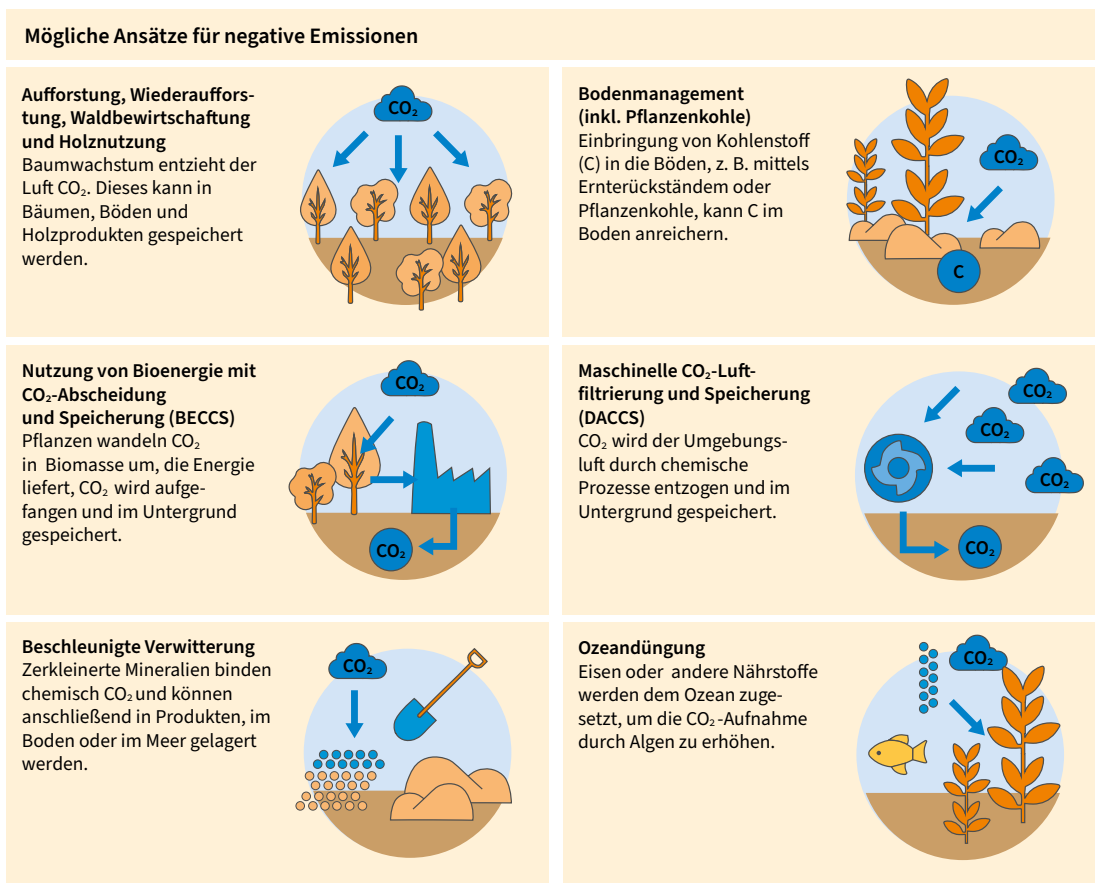 Mögliche Ansätze für negative Emissionen
Aufforstung, Wiederauffors-
tung, Waldbewirtschaftung
und Holznutzung
Baumwachstum entzieht der
Luft CO₂. Dieses kann in
Bäumen, Böden und
Holzprodukten gespeichert
werden.
CO₂
Bodenmanagement
(inkl. Pflanzenkohle)
Einbringung von Kohlenstoff
(C) in die Böden, z. B. mittels
Ernterückständem oder
Pflanzenkohle, kann C im
Boden anreichern.
CO₂
C
Nutzung von Bioenergie mit
CO₂-Abscheidung
und Speicherung (BECCS)
Pflanzen wandeln CO₂
in Biomasse um, die Energie
liefert, CO₂ wird aufge-
fangen und im Untergrund
gespeichert.
CO₂
CO₂
Maschinelle CO₂-Luft-
filtrierung und Speicherung
(DACCS)
CO₂ wird der Umgebungs-
luft durch chemische
Prozesse entzogen und im
Untergrund gespeichert.
CO₂
CO₂
CO₂
CO₂
Beschleunigte Verwitterung
Zerkleinerte Mineralien binden
chemisch CO₂ und können
anschließend in Produkten, im
Boden oder im Meer gelagert
werden.
CO₂
Ozeandüngung
Eisen oder andere Nährstoffe
werden dem Ozean zuge-
setzt, um die CO₂-Aufnahme
durch Algen zu erhöhen.
CO₂